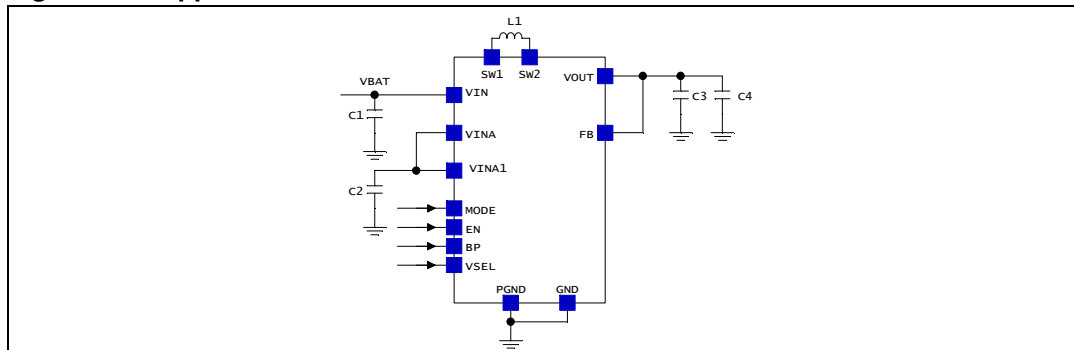 L1
SW1 SW2
VOUT
VBAT
VIN
C1
C3 C4
VINA
FB
VINA1
C2
MODE
EN
BP
VSEL
PGND GND